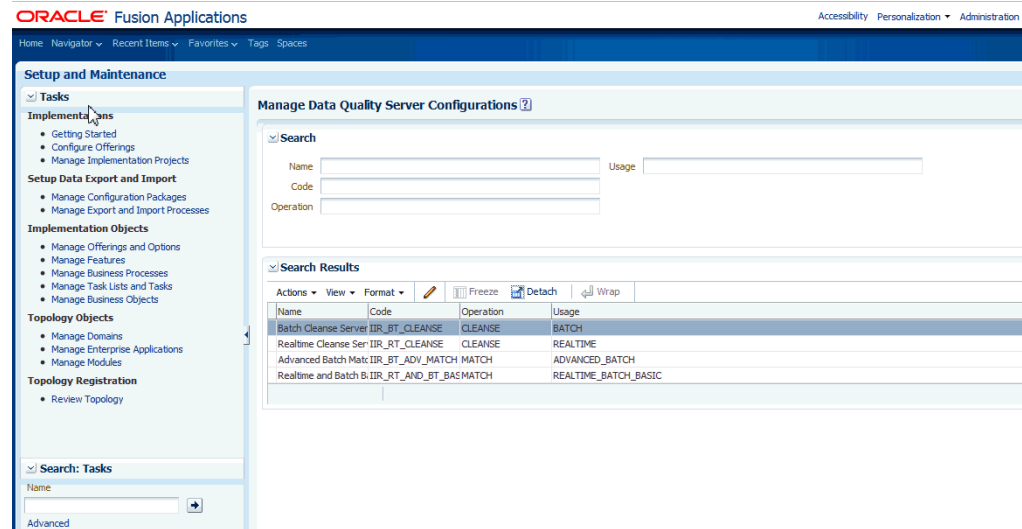 ORACLE Fusion Applications
Accessibility Personalization Administration
Home Navigator Recent Items Favorites Tags Spaces
Setup and Maintenance
Tasks
Implementations
Getting Started
Configure Offerings
Manage Implementation Projects
Setup Data Export and Import
Manage Configuration Packages
Manage Export and Import Processes
Implementation Objects
Manage Offerings and Options
Manage Features
Manage Business Processes
Manage Task Lists and Tasks
Manage Business Objects
Topology Objects
Manage Domains
Manage Enterprise Applications
Manage Modules
Topology Registration
Review Topology
Search: Tasks
Name
Advanced
Manage Data Quality Server Configurations ?
Search
Name Usage
Code
Operation
Search Results
Actions View Format Freeze Detach Wrap
Name Code Operation Usage
Batch Cleanse Server IIR_BT_CLEANSE CLEANSE BATCH
Realtime Cleanse Ser IIR_RT_CLEANSE CLEANSE REALTIME
Advanced Batch Matc IIR_BT_ADV_MATCH MATCH ADVANCED_BATCH
Realtime and Batch Ba IIR_RT_AND_BT_BAS MATCH REALTIME_BATCH_BASIC